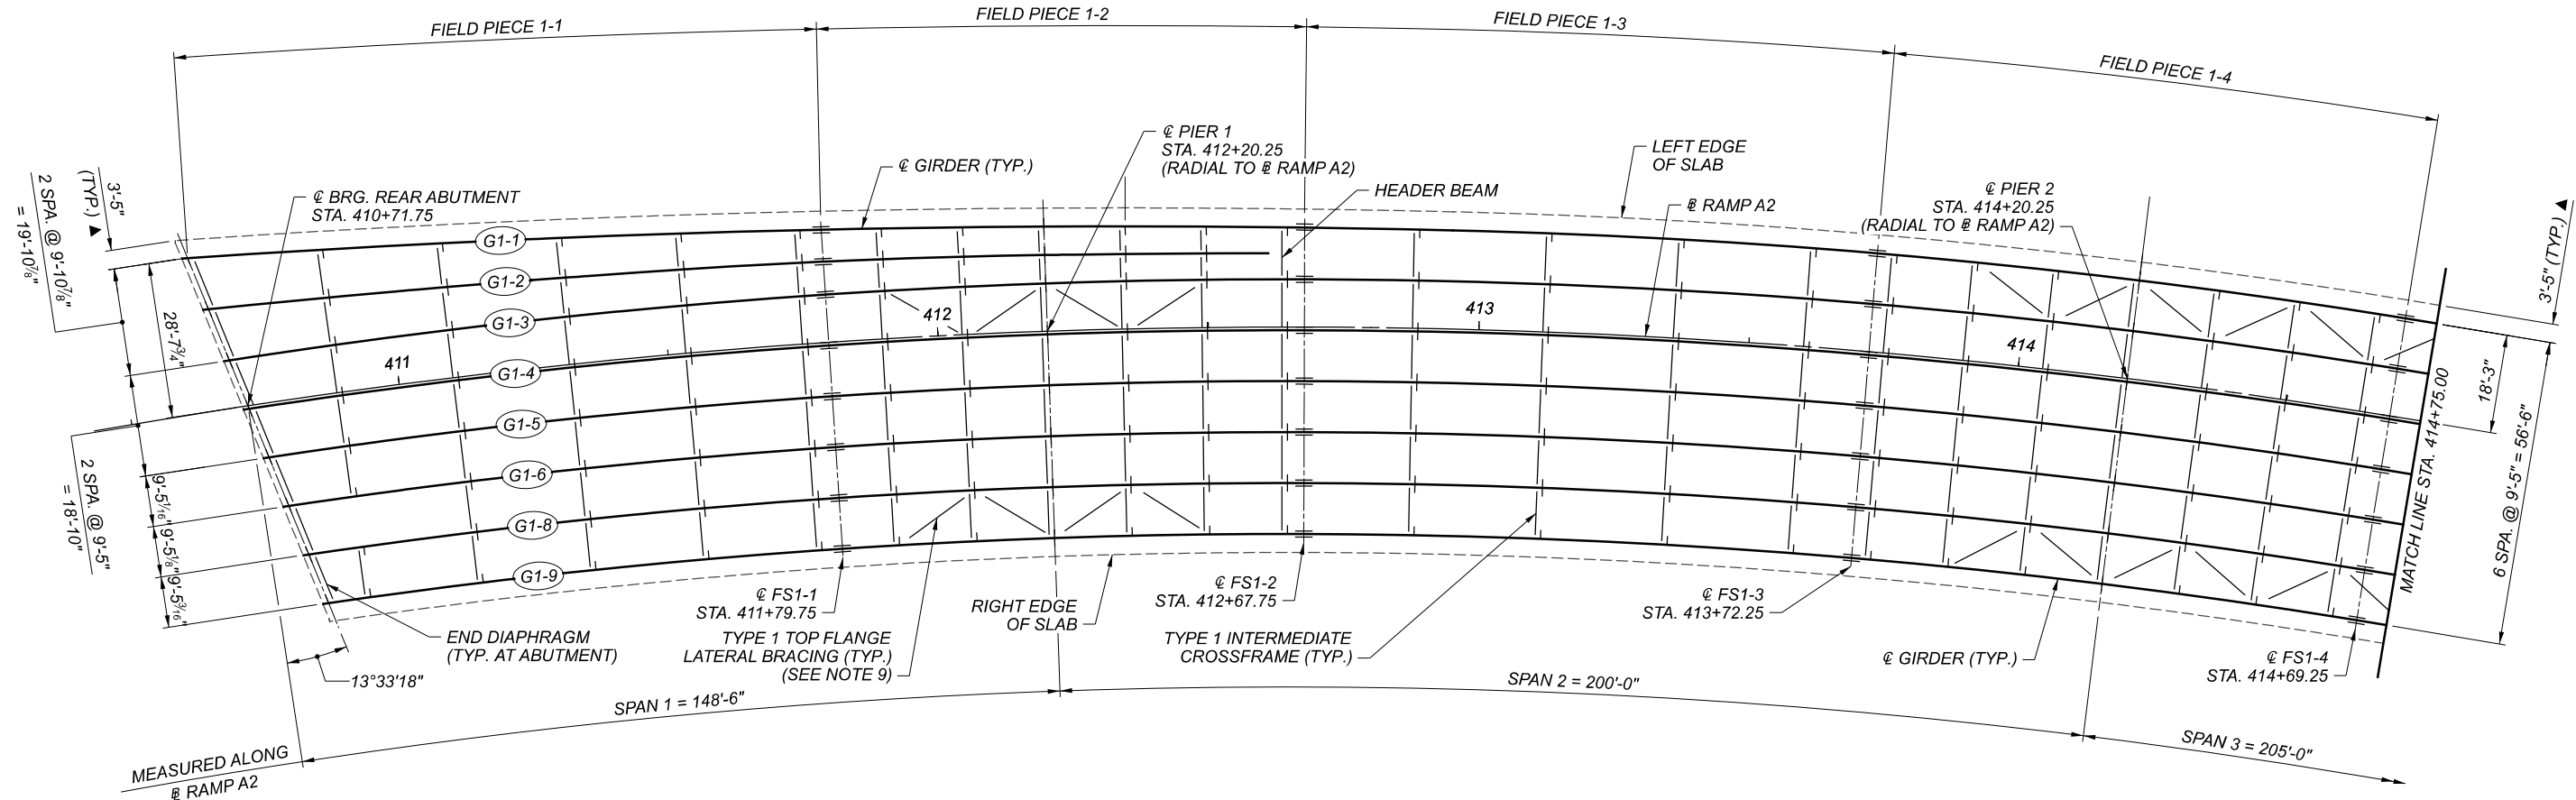 FIELD PIECE 1-1
FIELD PIECE 1-2
FIELD PIECE 1-3
FIELD PIECE 1-4
℄ PIER 1
STA. 412+20.25
(RADIAL TO ℄ RAMP A2)
℄ GIRDER (TYP.)
LEFT EDGE
OF SLAB
HEADER BEAM
℄ RAMP A2
℄ PIER 2
STA. 414+20.25
(RADIAL TO ℄ RAMP A2)
℄ BRG. REAR ABUTMENT
STA. 410+71.75
3'-5"
(TYP.) ▲
2 SPA. @ 9'-10⅞"
= 19'-10⅞"
28'-7¾"
3'-5" (TYP.) ▲
G1-1
G1-2
G1-3
G1-4
G1-5
G1-6
G1-8
G1-9
411
412
413
414
2 SPA. @ 9'-5"
= 18'-10"
9'-5 1/16"
9'-5⅛"
9'-5 3/16"
18'-3"
6 SPA. @ 9'-5" = 56'-6"
MATCH LINE STA. 414+75.00
℄ FS1-1
STA. 411+79.75
℄ FS1-2
STA. 412+67.75
℄ FS1-3
STA. 413+72.25
℄ FS1-4
STA. 414+69.25
RIGHT EDGE
OF SLAB
END DIAPHRAGM
(TYP. AT ABUTMENT)
TYPE 1 TOP FLANGE
LATERAL BRACING (TYP.)
(SEE NOTE 9)
TYPE 1 INTERMEDIATE
CROSSFRAME (TYP.)
℄ GIRDER (TYP.)
13°33'18"
SPAN 1 = 148'-6"
SPAN 2 = 200'-0"
SPAN 3 = 205'-0"
MEASURED ALONG
℄ RAMP A2